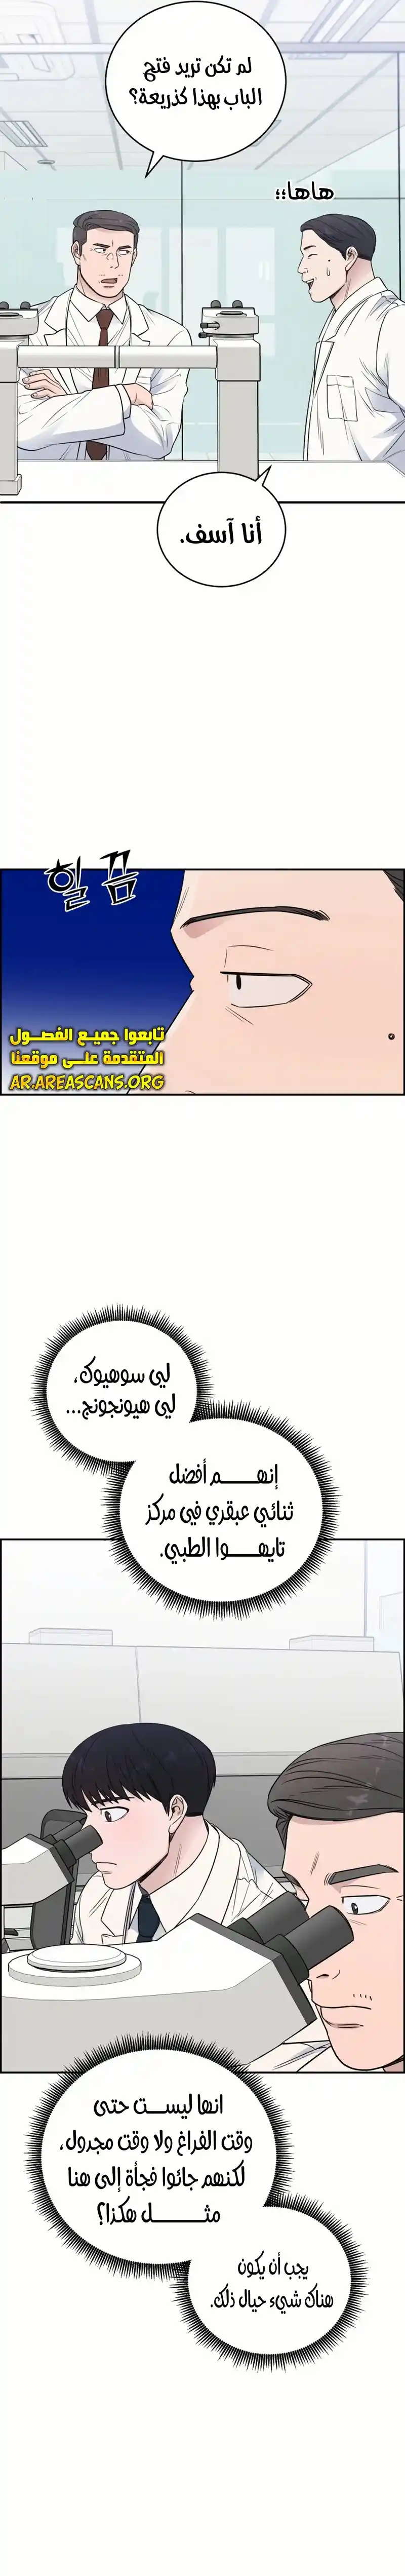 لم تكن تريد فتح
الباب بهذا كذريعة؟
هاها؛؛
أنا آسف.
힐끔
تابعوا جميع الفصول
المتقدمة على موقعنا
AR.AREASCANS.ORG
لي سوهيوك،
لي هيونجونج...
إنهم أفضل
ثنائي عبقري في مركز
تايهوا الطبي.
انها ليست حتى
وقت الفراغ ولا وقت مجرول،
لكنهم جائوا فجأة إلى هنا
مثل هكزا؟
يجب أن يكون
هناك شيء حيال ذلك.